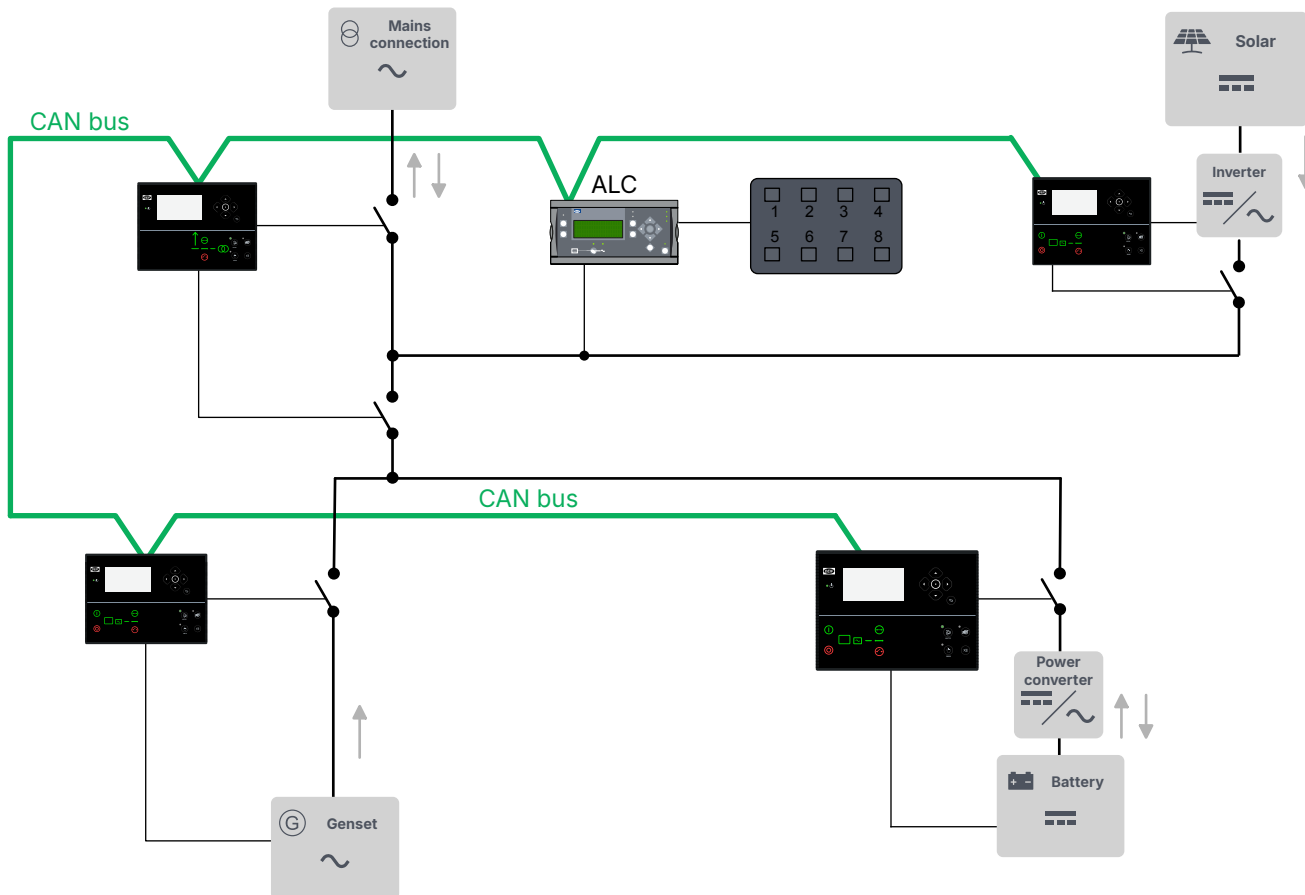 Mains
connection
Solar
CAN bus
ALC
Inverter
1 2 3 4
5 6 7 8
CAN bus
Power
converter
Battery
G Genset